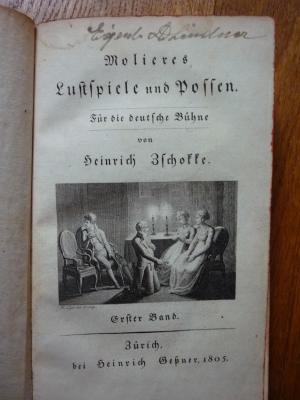 Molieres
Lustspiele und Possen.
Für die deutsche Bühne
von
Heinrich Zschokke.
Erster Band.
Zürich,
bei Heinrich Geßner, 1805.